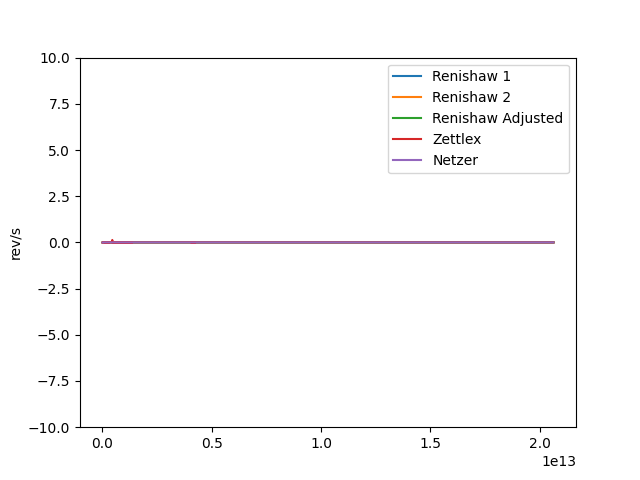 10.0
7.5
5.0
2.5
0.0
−2.5
−5.0
−7.5
−10.0
rev/s
Renishaw 1
Renishaw 2
Renishaw Adjusted
Zettlex
Netzer
0.0 0.5 1.0 1.5 2.0
1e13